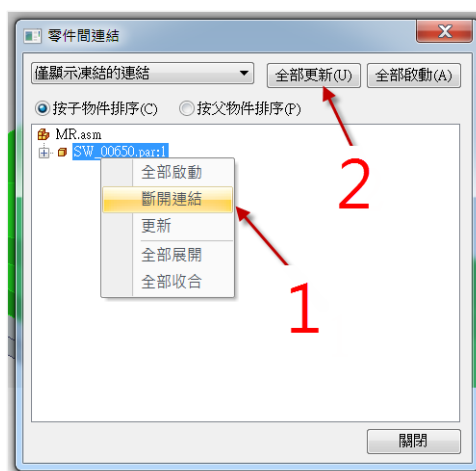 零件間連結
僅顯示凍結的連結 全部更新(U) 全部啟動(A)
按子物件排序(C) 按父物件排序(P)
MR.asm
SW_00650.par:1
全部啟動
斷開連結
更新
全部展開
全部收合
2
1
關閉